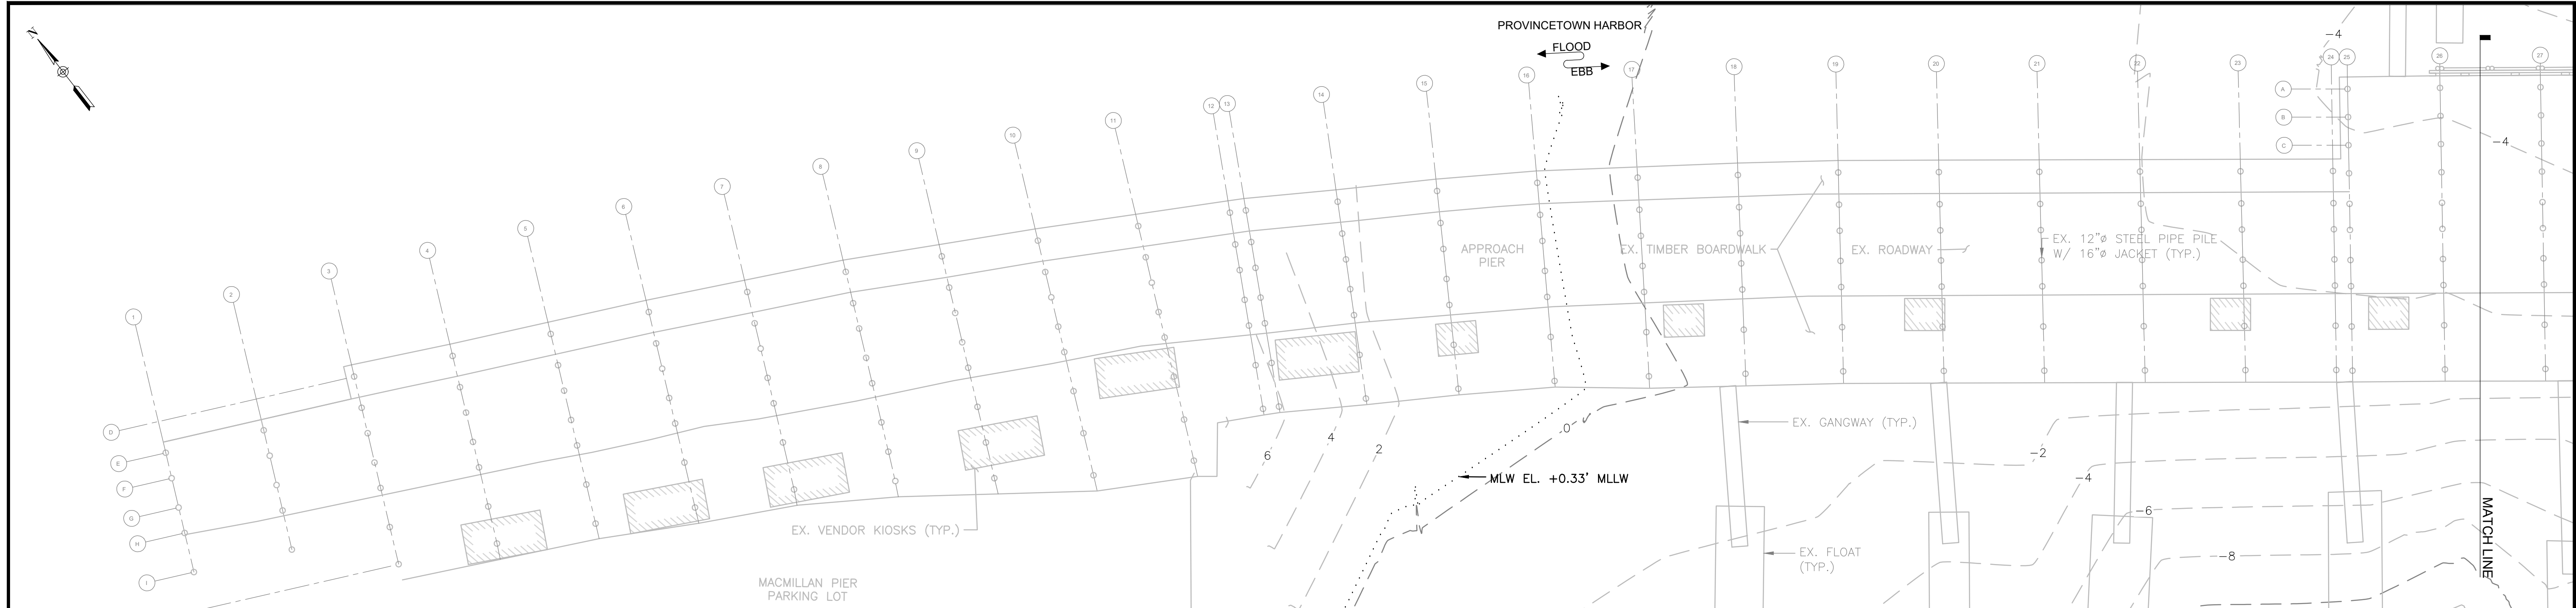 N
PROVINCETOWN HARBOR
FLOOD
EBB
1
2
3
4
5
6
7
8
9
10
11
12
13
14
15
16
17
18
19
20
21
22
23
24
25
26
27
A
B
C
D
E
F
G
H
I
-4
-4
APPROACH
PIER
EX. TIMBER BOARDWALK
EX. ROADWAY
EX. 12"ø STEEL PIPE PILE
W/ 16"ø JACKET (TYP.)
EX. GANGWAY (TYP.)
6
4
2
0
-2
-4
-6
-8
MLW EL. +0.33' MLLW
EX. VENDOR KIOSKS (TYP.)
EX. FLOAT
(TYP.)
MACMILLAN PIER
PARKING LOT
MATCH LINE